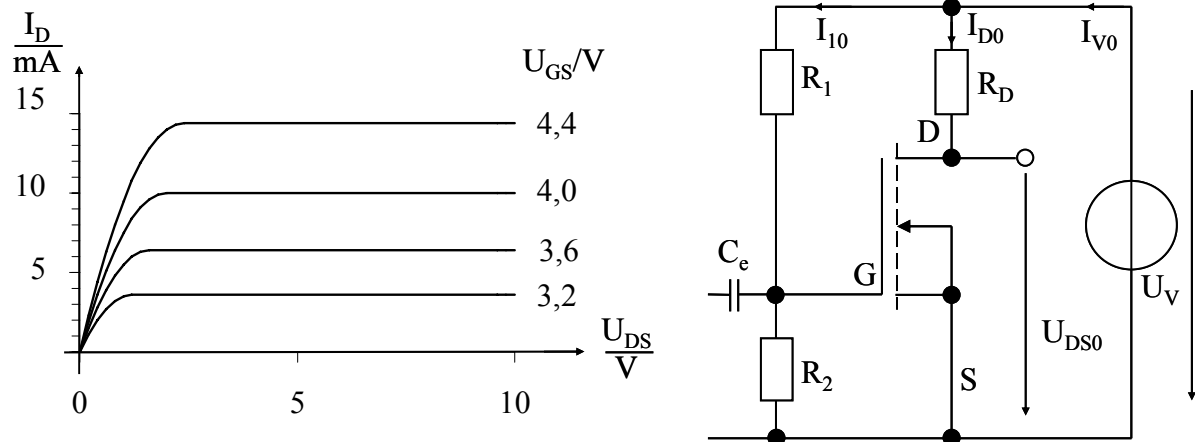 I_D
mA
U_GS/V
15
4,4
10
4,0
3,6
5
3,2
U_DS
V
0
5
10
I_10
I_D0
I_V0
R_1
R_D
D
C_e
G
U_V
U_DS0
R_2
S